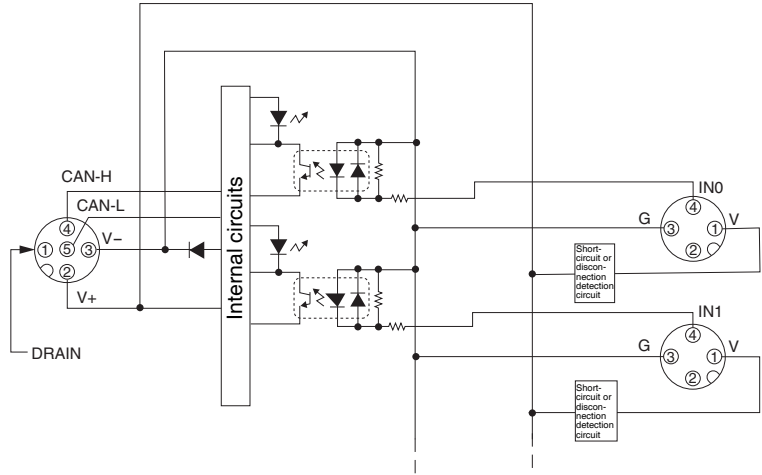 CAN-H
CAN-L
4
1
5
3
2
V−
V+
DRAIN
Internal circuits
IN0
4
G
3
1
V
2
Short-
circuit or
discon-
nection
detection
circuit
IN1
4
G
3
1
V
2
Short-
circuit or
discon-
nection
detection
circuit